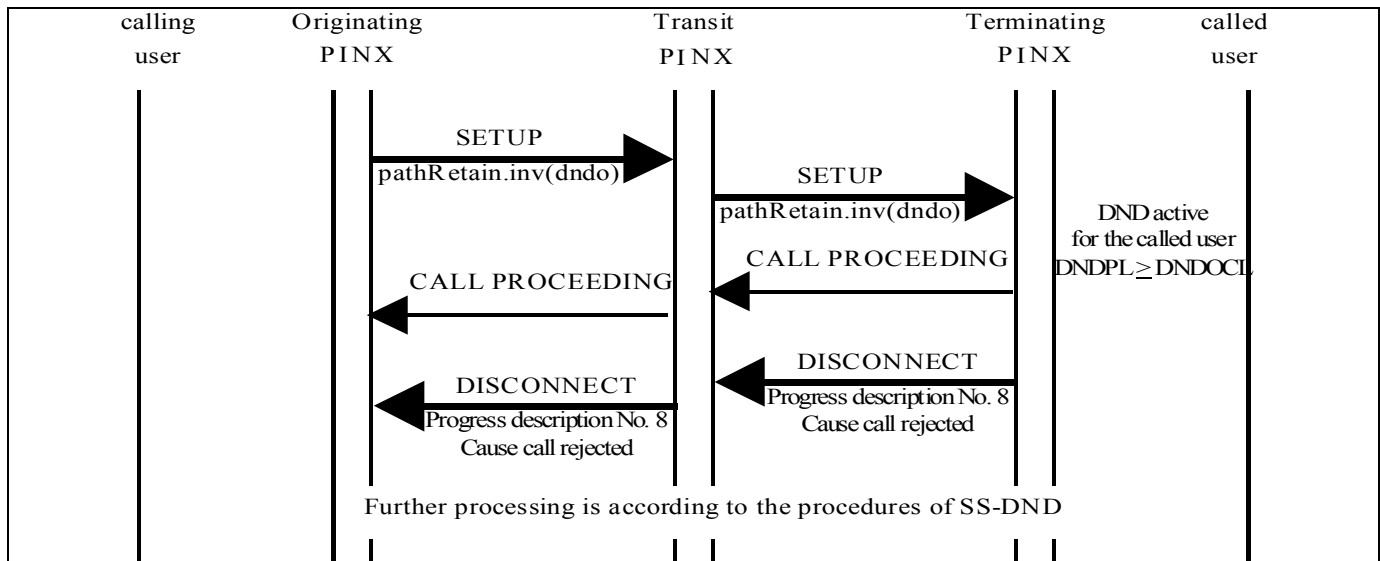 calling
user
Originating
PINX
Transit
PINX
Terminating
PINX
called
user
SETUP
pathRetain.inv(dndo)
SETUP
pathRetain.inv(dndo)
DND active
for the called user
DNDPL ≥ DNDOCL
CALL PROCEEDING
CALL PROCEEDING
DISCONNECT
Progress description No. 8
Cause call rejected
DISCONNECT
Progress description No. 8
Cause call rejected
Further processing is according to the procedures of SS-DND